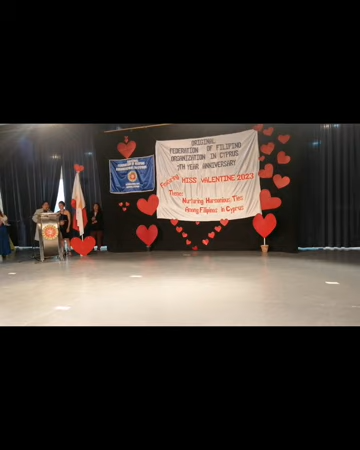 ORIGINAL
FEDERATION OF FILIPINO
ORGANIZATION IN CYPRUS
7TH YEAR ANNIVERSARY
Featuring MISS VALENTINE 2023
Theme:
Nurturing Harmonious Ties
Among Filipinos in Cyprus